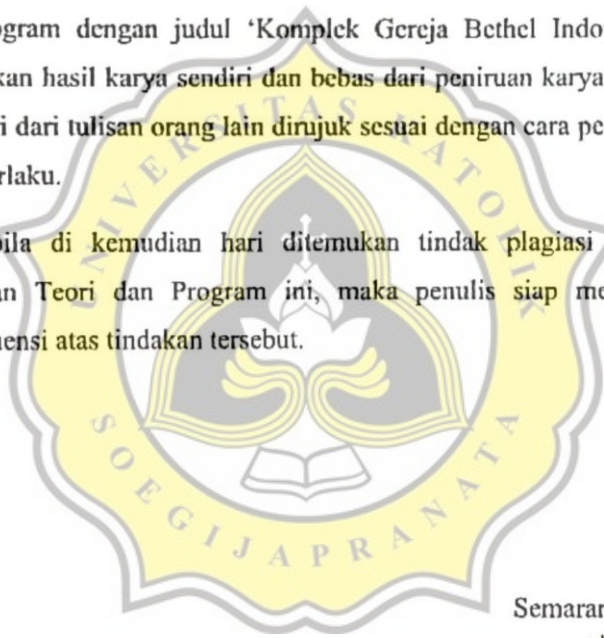 ogram dengan judul ‘Komplek Gereja Bethel Indo
kan hasil karya sendiri dan bebas dari peniruan karya
i dari tulisan orang lain dirujuk sesuai dengan cara pe
rlaku.
bila di kemudian hari ditemukan tindak plagiasi
an Teori dan Program ini, maka penulis siap me
uensi atas tindakan tersebut.
UNIVERSITAS KATOLIK
SOEGIJAPRANATA
Semaran